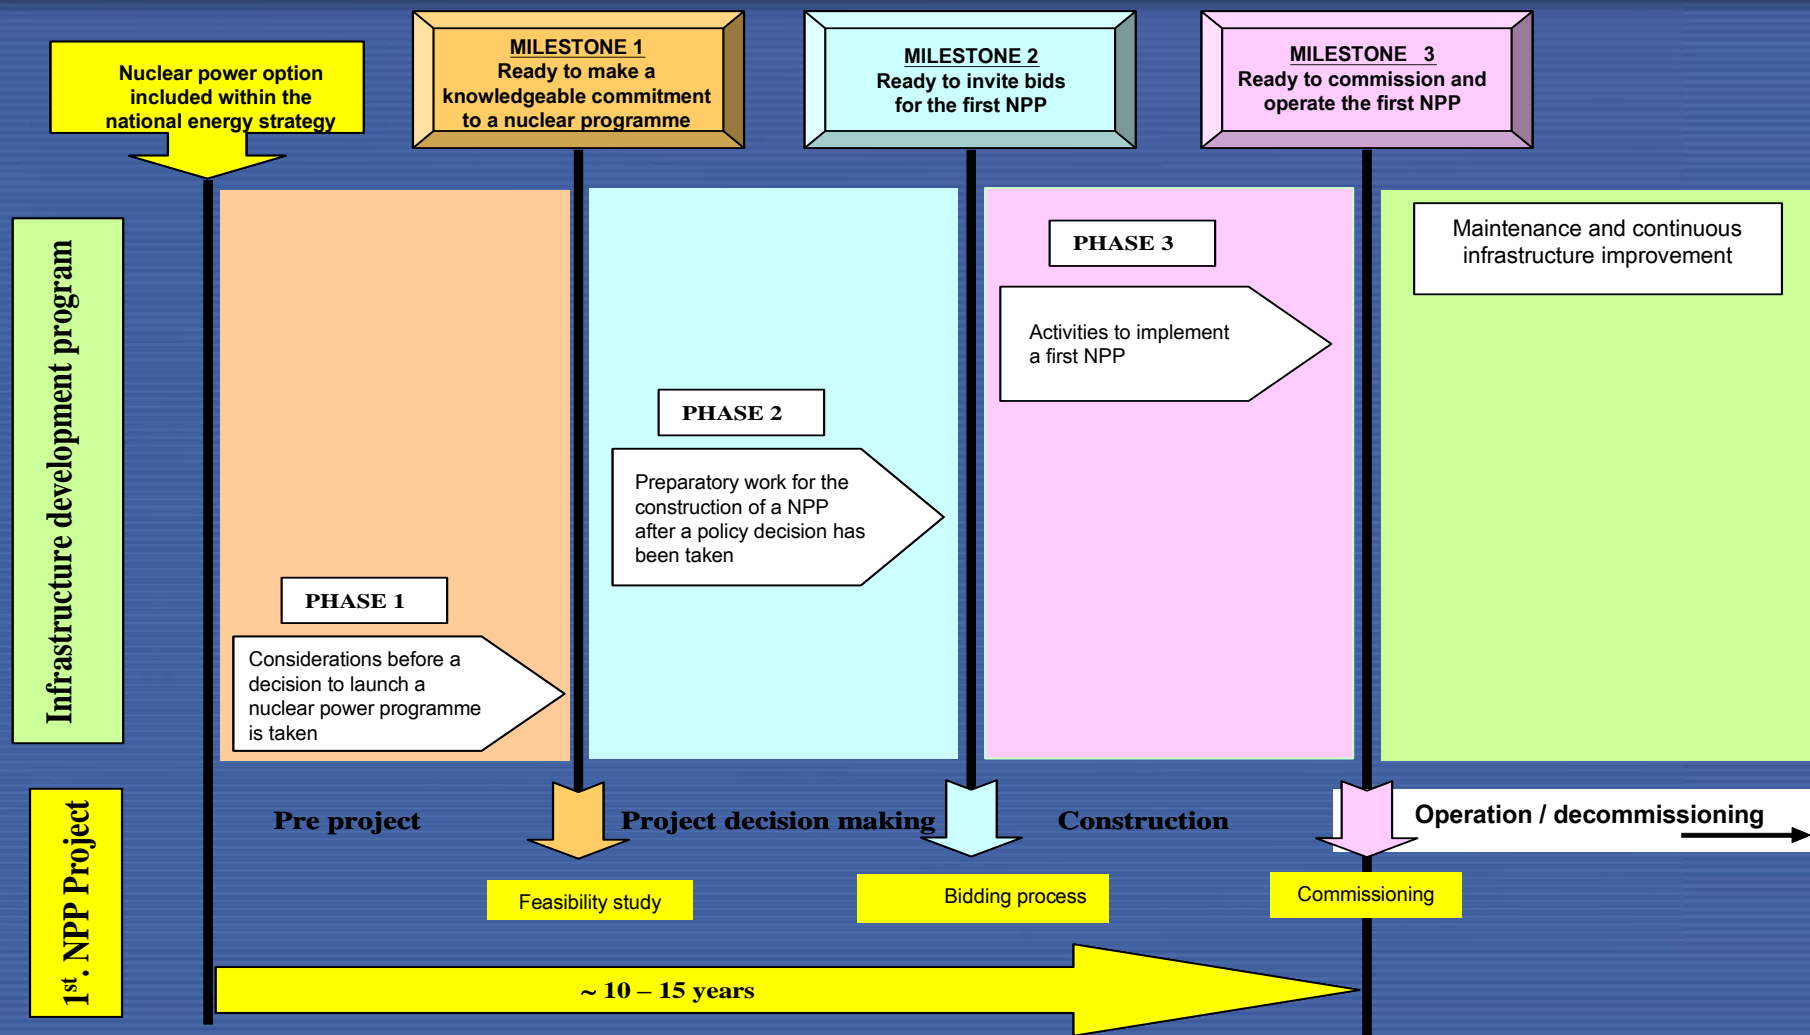 Nuclear power option
included within the
national energy strategy
MILESTONE 1
Ready to make a
knowledgeable commitment
to a nuclear programme
MILESTONE 2
Ready to invite bids
for the first NPP
MILESTONE 3
Ready to commission and
operate the first NPP
Infrastructure development program
PHASE 1
Considerations before a
decision to launch a
nuclear power programme
is taken
PHASE 2
Preparatory work for the
construction of a NPP
after a policy decision has
been taken
PHASE 3
Activities to implement
a first NPP
Maintenance and continuous
infrastructure improvement
1st. NPP Project
Pre project
Project decision making
Construction
Operation / decommissioning
Feasibility study
Bidding process
Commissioning
~ 10 – 15 years